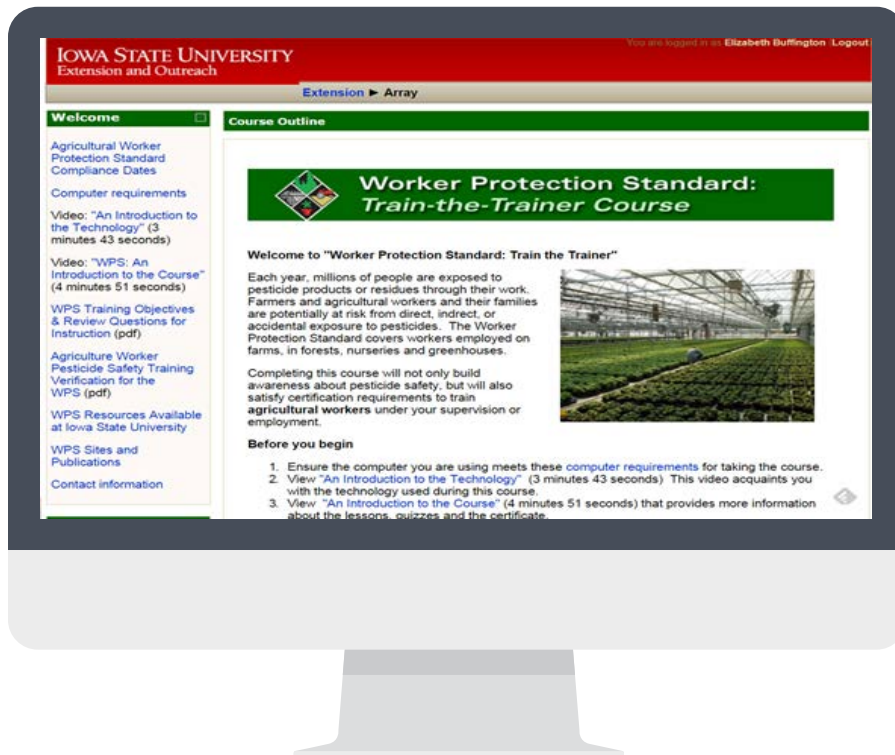 IOWA STATE UNIVERSITY
Extension and Outreach
You are logged in as Elizabeth Buffington (Logout
Extension ► Array
Welcome
Agricultural Worker
Protection Standard
Compliance Dates
Computer requirements
Video: "An Introduction to
the Technology" (3
minutes 43 seconds)
Video: "WPS: An
Introduction to the Course"
(4 minutes 51 seconds)
WPS Training Objectives
& Review Questions for
Instruction (pdf)
Agriculture Worker
Pesticide Safety Training
Verification for the
WPS (pdf)
WPS Resources Available
at Iowa State University
WPS Sites and
Publications
Contact information
Course Outline
Worker Protection Standard:
Train-the-Trainer Course
Welcome to "Worker Protection Standard: Train the Trainer"
Each year, millions of people are exposed to
pesticide products or residues through their work.
Farmers and agricultural workers and their families
are potentially at risk from direct, indirect, or
accidental exposure to pesticides. The Worker
Protection Standard covers workers employed on
farms, in forests, nurseries and greenhouses.
Completing this course will not only build
awareness about pesticide safety, but will also
satisfy certification requirements to train
agricultural workers under your supervision or
employment.
Before you begin
1. Ensure the computer you are using meets these computer requirements for taking the course.
2. View "An Introduction to the Technology" (3 minutes 43 seconds) This video acquaints you
with the technology used during this course.
3. View "An Introduction to the Course" (4 minutes 51 seconds) that provides more information
about the lessons, quizzes and the certificate.